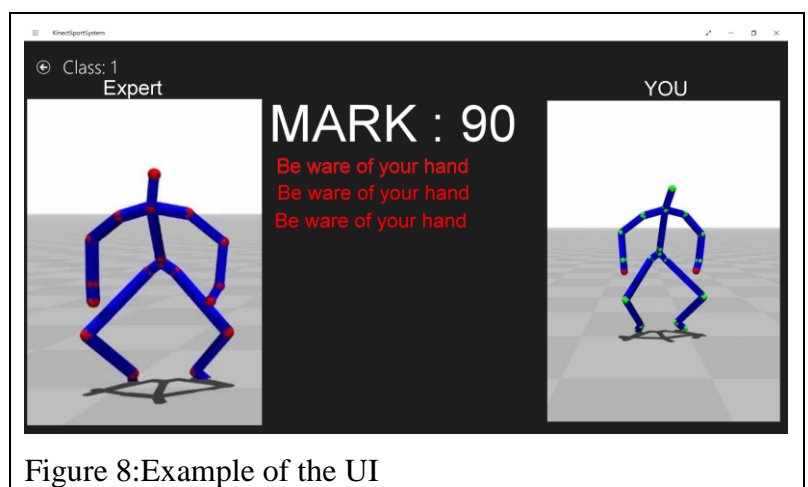 KinectSportSystem
Class: 1
Expert
YOU
MARK : 90
Be ware of your hand
Be ware of your hand
Be ware of your hand
Figure 8:Example of the UI